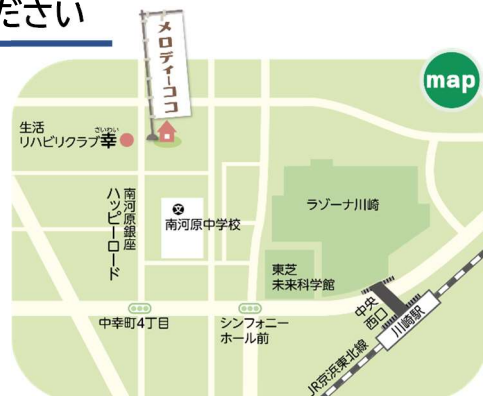 ださい
map
メロディーココ
生活
リハビリクラブ幸
さいわい
南河原銀座
ハッピーロード
南河原中学校
ラゾーナ川崎
東芝
未来科学館
中央
西口
川崎駅
中幸町4丁目
シンフォニー
ホール前
JR京浜東北線